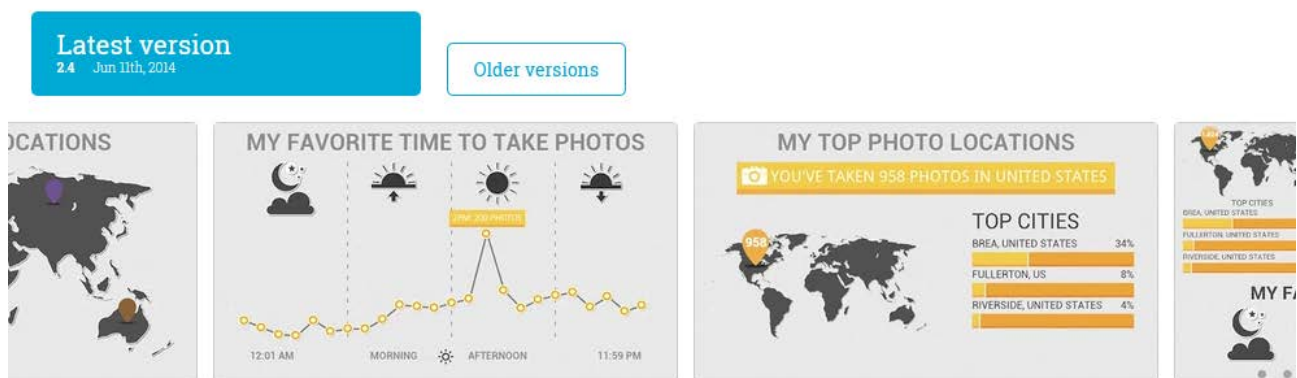 Latest version
2.4 Jun 11th, 2014
Older versions
OCATIONS
MY FAVORITE TIME TO TAKE PHOTOS
2PM: 200 PHOTOS
12:01 AM MORNING AFTERNOON 11:59 PM
MY TOP PHOTO LOCATIONS
YOU'VE TAKEN 958 PHOTOS IN UNITED STATES
958
TOP CITIES
BREA, UNITED STATES 34%
FULLERTON, US 8%
RIVERSIDE, UNITED STATES 4%
TOP CITIES
BREA, UNITED STATES
FULLERTON, UNITED STATES
RIVERSIDE, UNITED STATES
MY FA